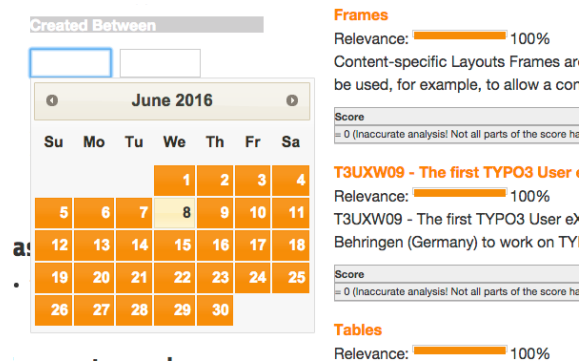 Created Between
June 2016
Su Mo Tu We Th Fr Sa
1 2 3 4
5 6 7 8 9 10 11
12 13 14 15 16 17 18
19 20 21 22 23 24 25
26 27 28 29 30
Frames
Relevance: 100%
Content-specific Layouts Frames are
be used, for example, to allow a con
Score
= 0 (Inaccurate analysis! Not all parts of the score ha
T3UXW09 - The first TYPO3 User e
Relevance: 100%
T3UXW09 - The first TYPO3 User eX
Behringen (Germany) to work on TY
Score
= 0 (Inaccurate analysis! Not all parts of the score ha
Tables
Relevance: 100%